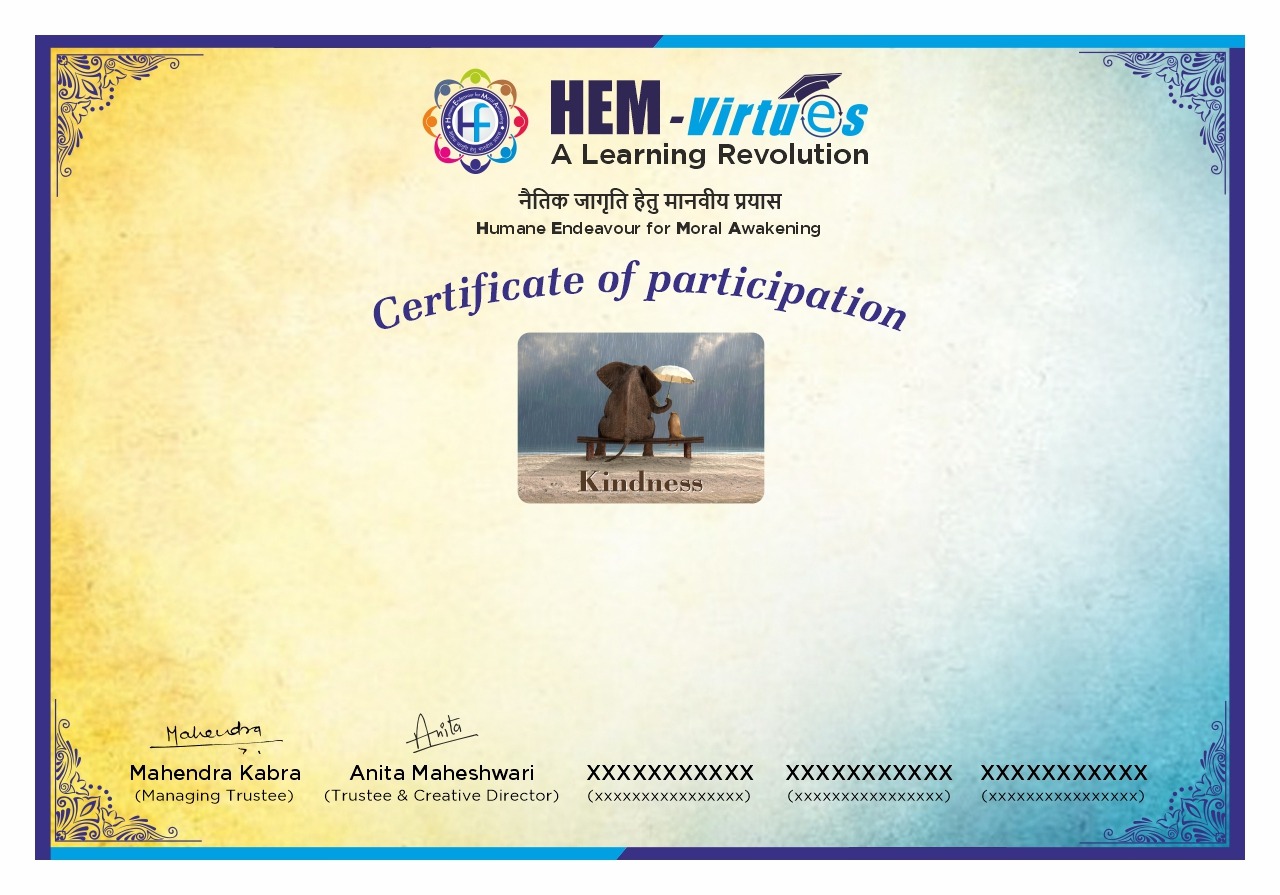 HEM -Virtues
A Learning Revolution
नैतिक जागृति हेतु मानवीय प्रयास
Humane Endeavour for Moral Awakening
Certificate of participation
Kindness
Mahendra
Anita
Mahendra Kabra
(Managing Trustee)
Anita Maheshwari
(Trustee & Creative Director)
XXXXXXXXXXX
(xxxxxxxxxxxxxxxx)
XXXXXXXXXXX
(xxxxxxxxxxxxxxxx)
XXXXXXXXXXX
(xxxxxxxxxxxxxxxx)